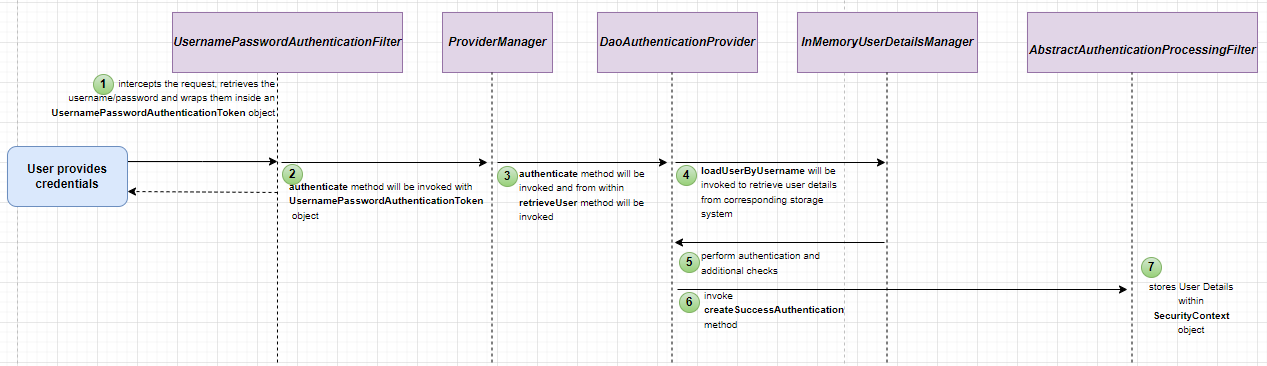 UsernamePasswordAuthenticationFilter
ProviderManager
DaoAuthenticationProvider
InMemoryUserDetailsManager
AbstractAuthenticationProcessingFilter
1
intercepts the request, retrieves the
username/password and wraps them inside an
UsernamePasswordAuthenticationToken object
User provides
credentials
2
authenticate method will be invoked with
UsernamePasswordAuthenticationToken
object
3
authenticate method will be
invoked and from within
retrieveUser method will be
invoked
4
loadUserByUsername will be
invoked to retrieve user details
from corresponding storage
system
5
perform authentication and
additional checks
6
invoke
createSuccessAuthentication
method
7
stores User Details
within
SecurityContext
object